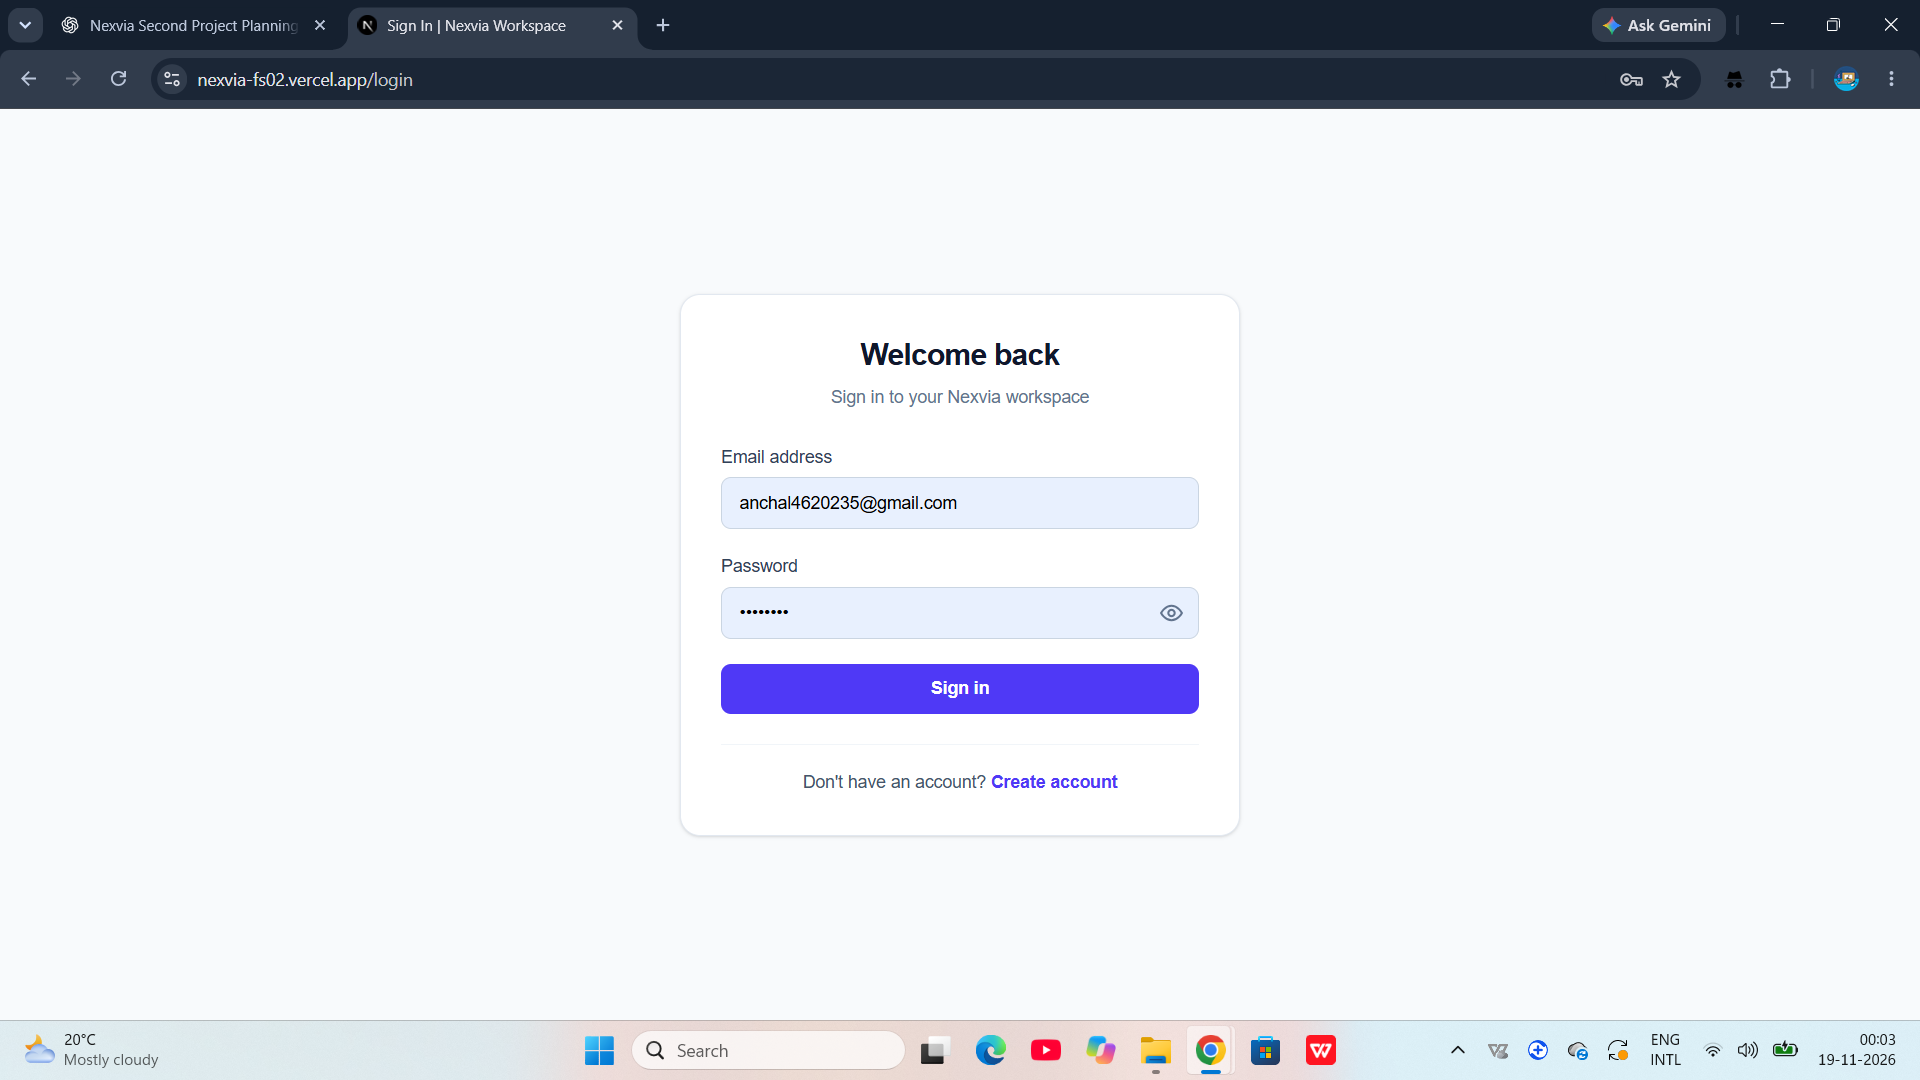 Nexvia Second Project Planning
Sign In | Nexvia Workspace
Ask Gemini
nexvia-fs02.vercel.app/login
Welcome back
Sign in to your Nexvia workspace
Email address
anchal4620235@gmail.com
Password
••••••••
Sign in
Don't have an account? Create account
20°C
Mostly cloudy
Search
ENG
INTL
00:03
19-11-2026